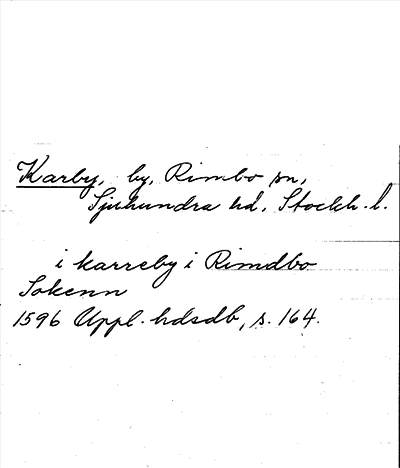 Karby, by, Rimbo sn,
Sjuhundra hd, Stockh. l.
i karreby i Rimdbo
Sokenn
1596 Uppl. hdsdb, s. 164.